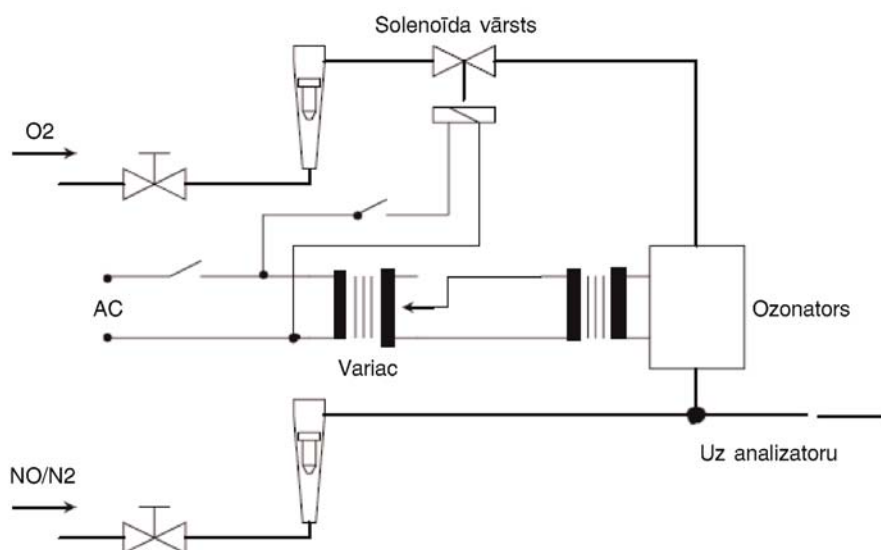 Solenoīda vārsts
O2
AC
Variac
Ozonators
Uz analizatoru
NO/N2